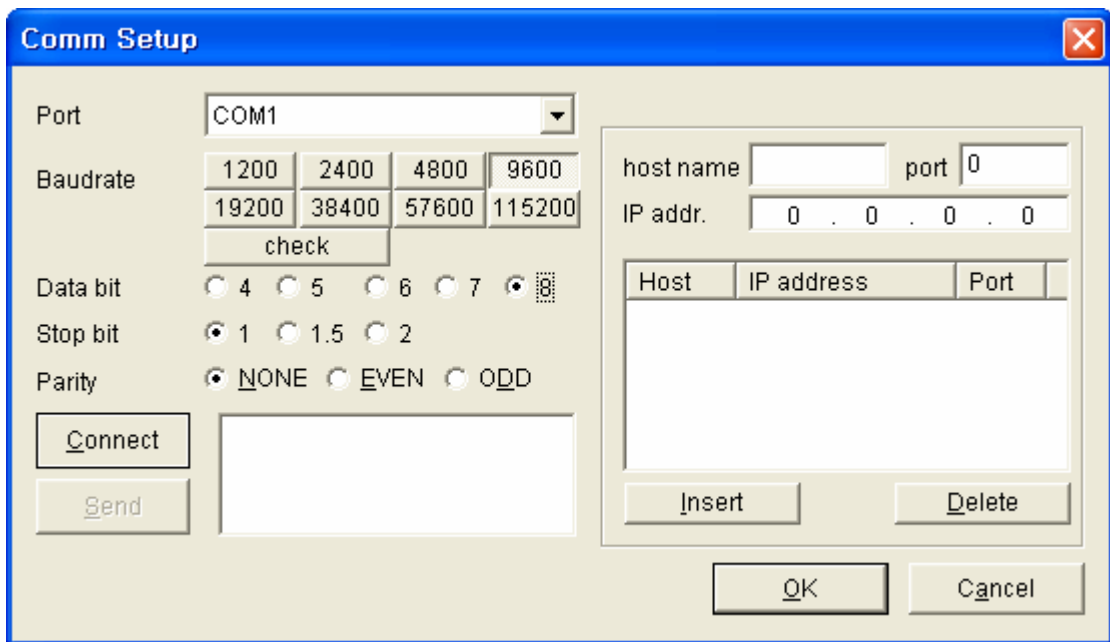 Comm Setup
Port COM1
Baudrate 1200 2400 4800 9600
19200 38400 57600 115200
check
Data bit 4 5 6 7 8
Stop bit 1 1.5 2
Parity NONE EVEN ODD
Connect
Send
host name port 0
IP addr. 0 . 0 . 0 . 0
Host IP address Port
Insert Delete
OK Cancel